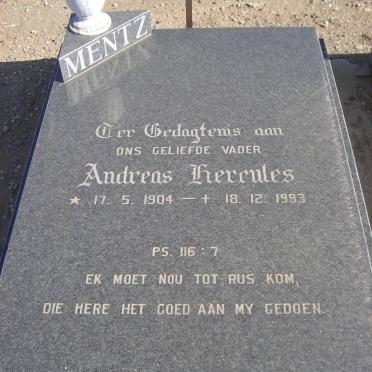 MENTZ
Ter Gedagtenis aan
ONS GELIEFDE VADER
Andreas Hercules
★ 17. 5. 1904 — + 18. 12. 1993
PS. 116 : 7
EK MOET NOU TOT RUS KOM,
DIE HERE HET GOED AAN MY GEDOEN.